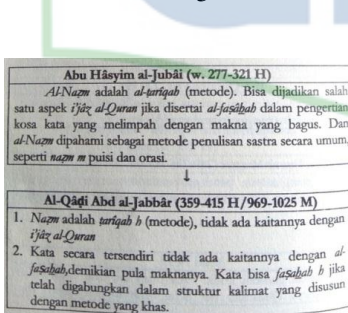 Abu Hâsyim al-Jubâi (w. 277-321 H)
Al-Nazm adalah al-tarîqah (metode). Bisa dijadikan salah
satu aspek i'jâz al-Quran jika disertai al-fasâhah dalam pengertian
kosa kata yang melimpah dengan makna yang bagus. Dan
al-Nazm dipahami sebagai metode penulisan sastra secara umum,
seperti nazm m puisi dan orasi.
↓
Al-Qâdi Abd al-Jabbâr (359-415 H/969-1025 M)
1. Nazm adalah tarîqah h (metode), tidak ada kaitannya dengan
i'jâz al-Quran
2. Kata secara tersendiri tidak ada kaitannya dengan al-
fasahah,demikian pula maknanya. Kata bisa fasahah h jika
telah digabungkan dalam struktur kalimat yang disusun
dengan metode yang khas.